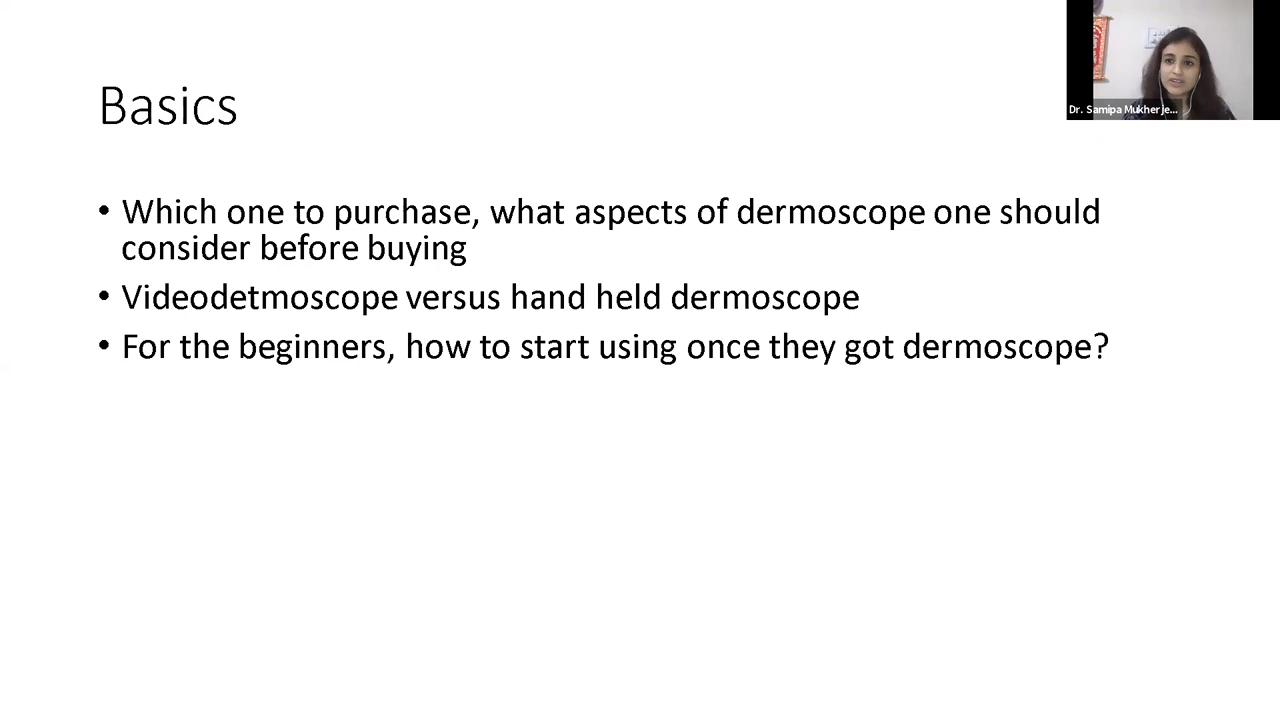 Basics
• Which one to purchase, what aspects of dermoscope one should
consider before buying
• Videodetmoscope versus hand held dermoscope
• For the beginners, how to start using once they got dermoscope?
Dr. Samipa Mukherje...